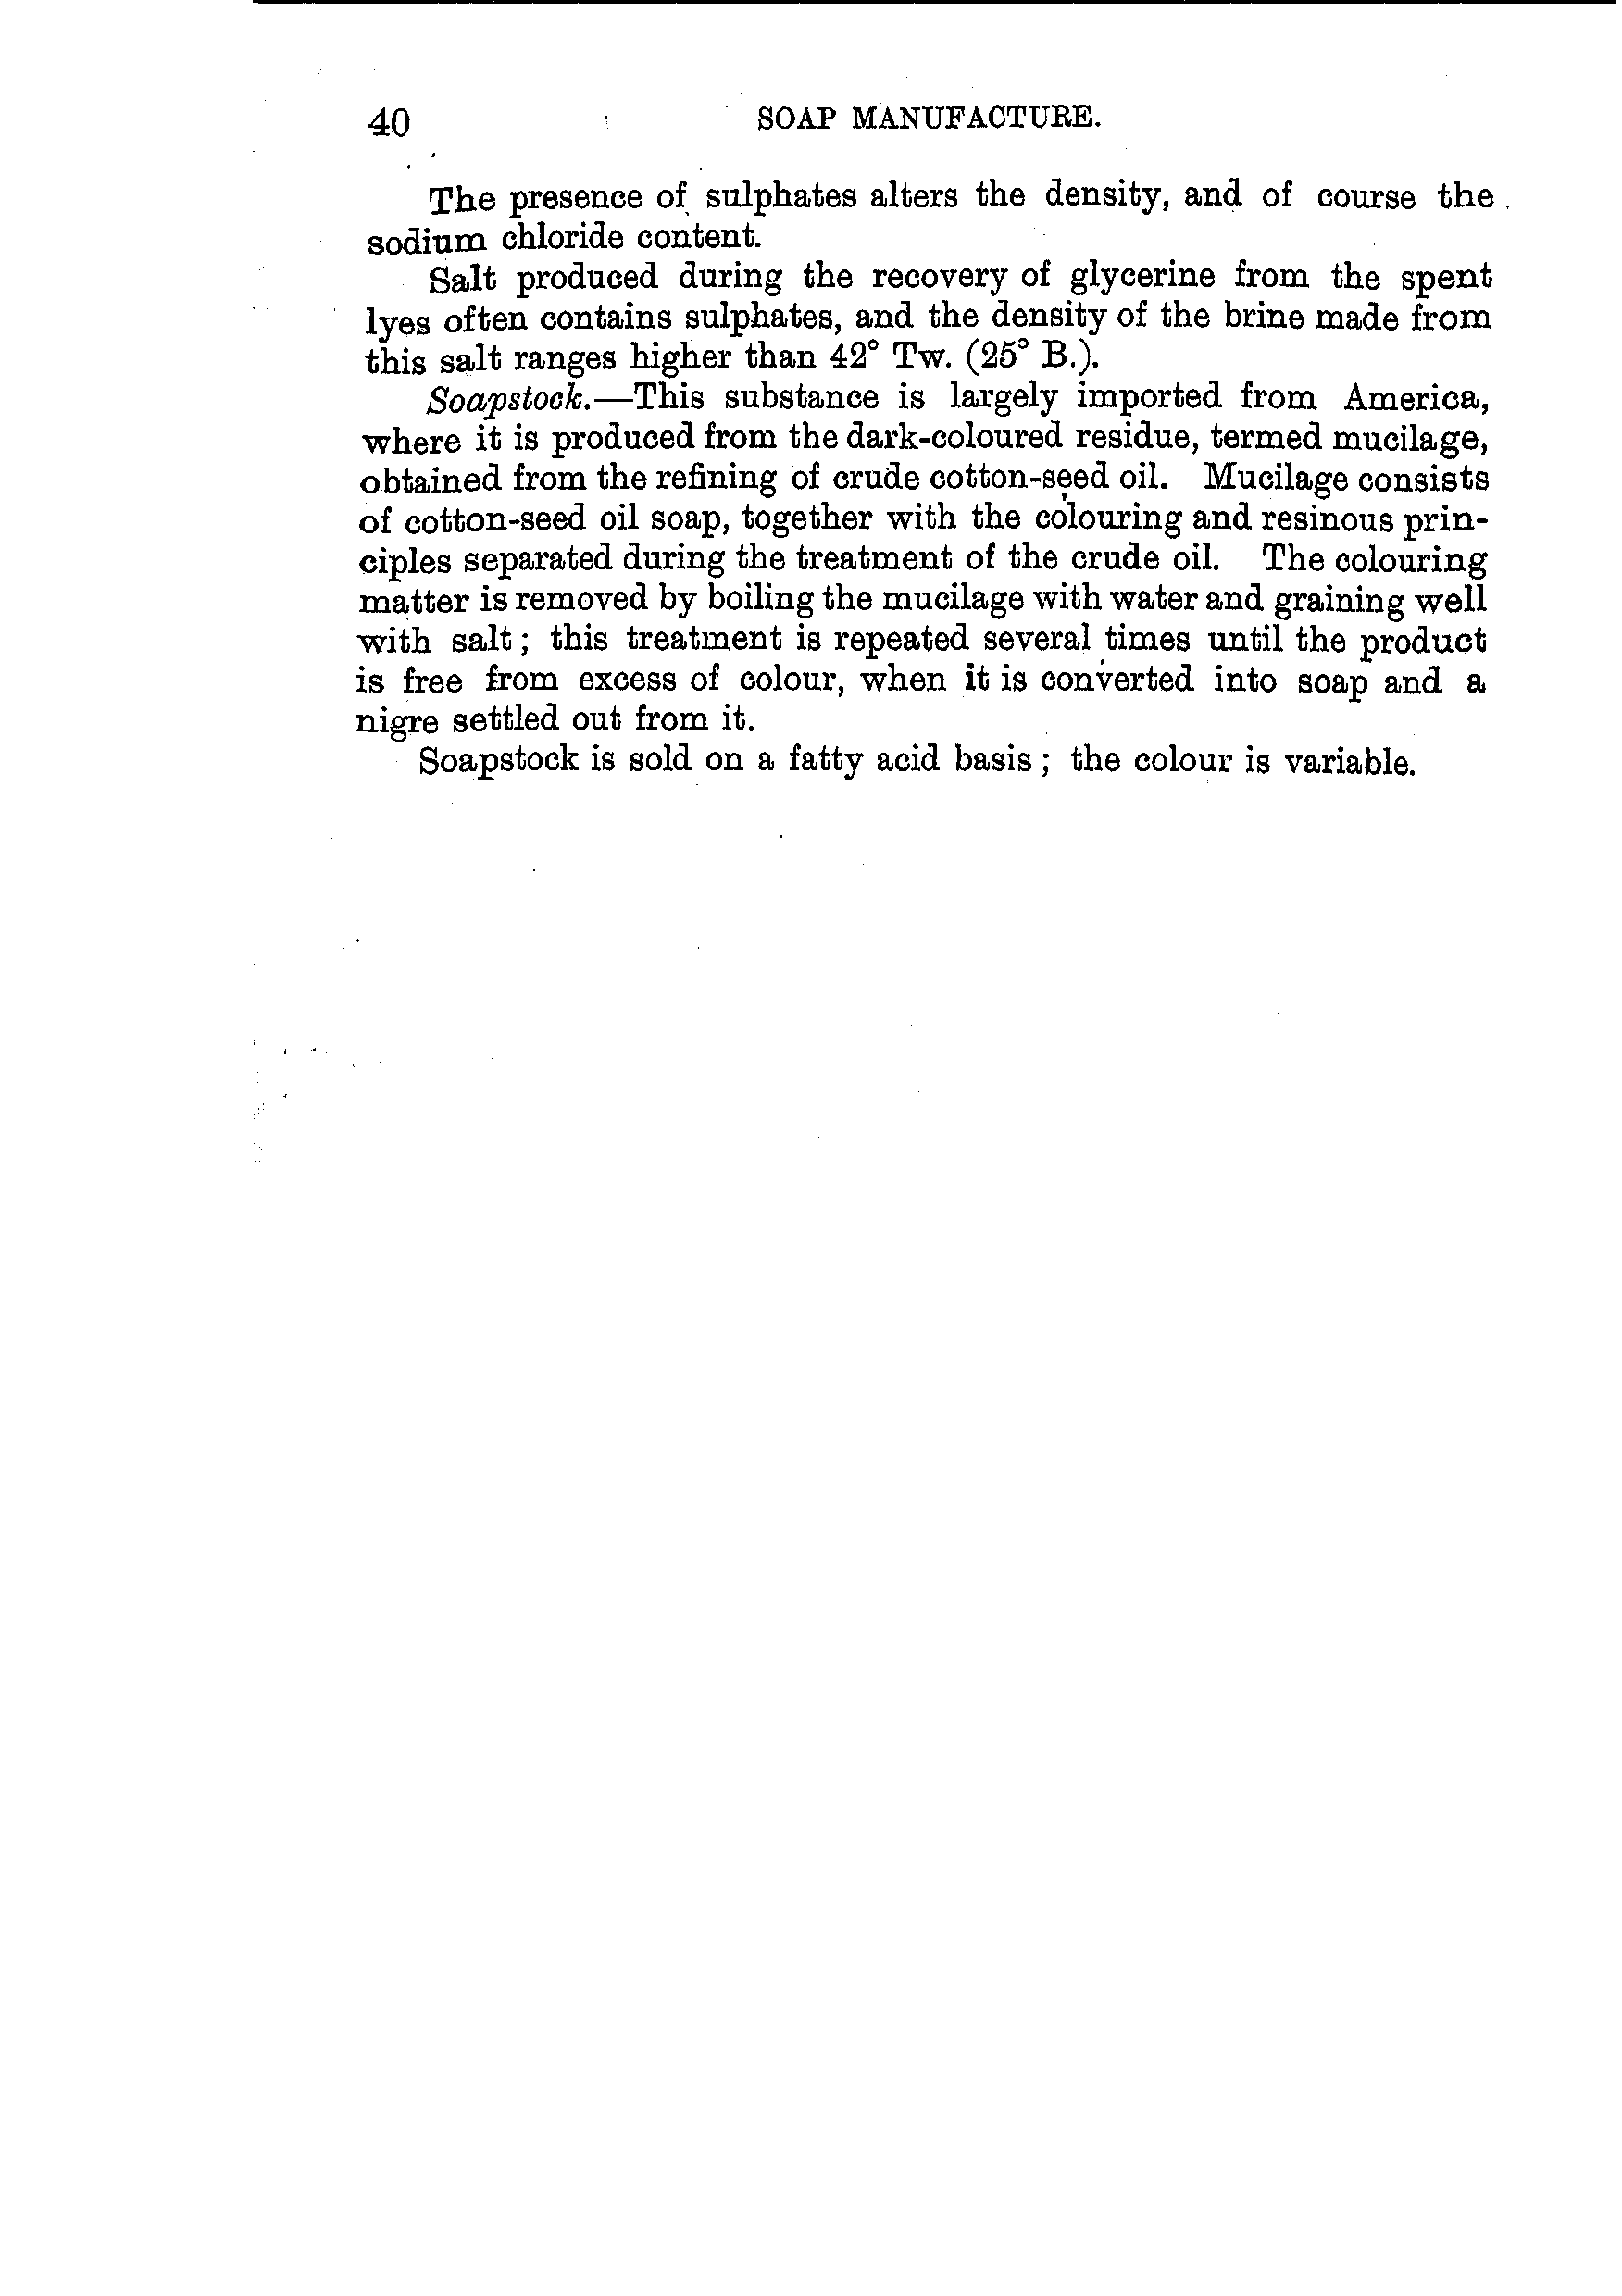 40 SOAP MANUFACTURE.
The presence of sulphates alters the density, and of course the
sodium chloride content.
Salt produced during the recovery of glycerine from the spent
lyes often contains sulphates, and the density of the brine made from
this salt ranges higher than 42° Tw. (25° B.).
Soapstock.—This substance is largely imported from America,
where it is produced from the dark-coloured residue, termed mucilage,
obtained from the refining of crude cotton-seed oil. Mucilage consists
of cotton-seed oil soap, together with the colouring and resinous prin-
ciples separated during the treatment of the crude oil. The colouring
matter is removed by boiling the mucilage with water and graining well
with salt; this treatment is repeated several times until the product
is free from excess of colour, when it is converted into soap and a
nigre settled out from it.
Soapstock is sold on a fatty acid basis; the colour is variable.